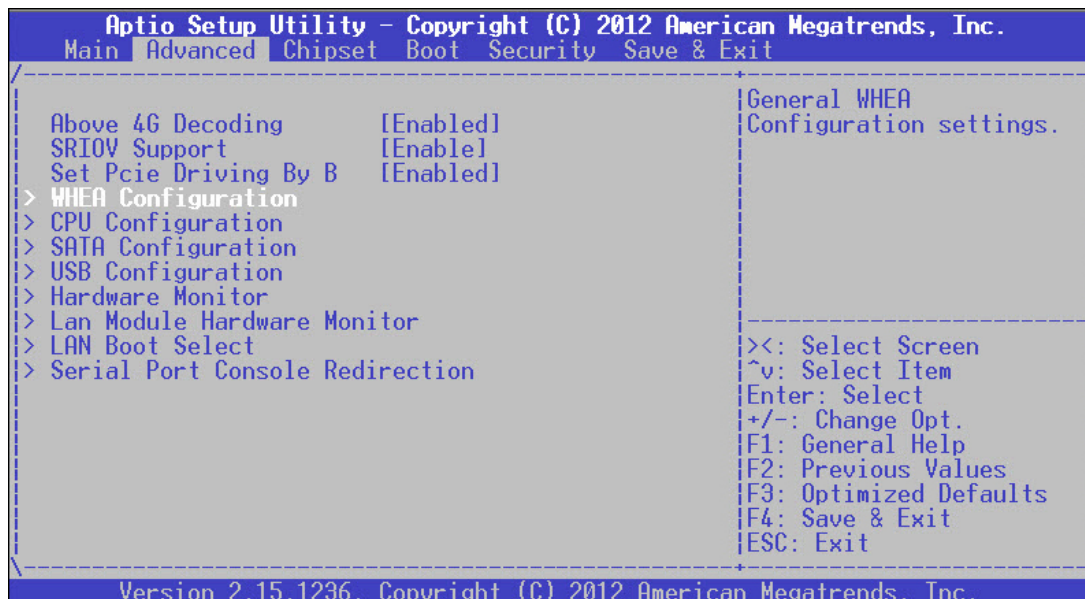 Aptio Setup Utility - Copyright (C) 2012 American Megatrends, Inc.
Main Advanced Chipset Boot Security Save & Exit
Above 4G Decoding [Enabled]
SRIOV Support [Enable]
Set Pcie Driving By B [Enabled]
> WHEA Configuration
> CPU Configuration
> SATA Configuration
> USB Configuration
> Hardware Monitor
> Lan Module Hardware Monitor
> LAN Boot Select
> Serial Port Console Redirection
General WHEA
Configuration settings.
><: Select Screen
^v: Select Item
Enter: Select
+/-: Change Opt.
F1: General Help
F2: Previous Values
F3: Optimized Defaults
F4: Save & Exit
ESC: Exit
Version 2.15.1236. Copyright (C) 2012 American Megatrends, Inc.